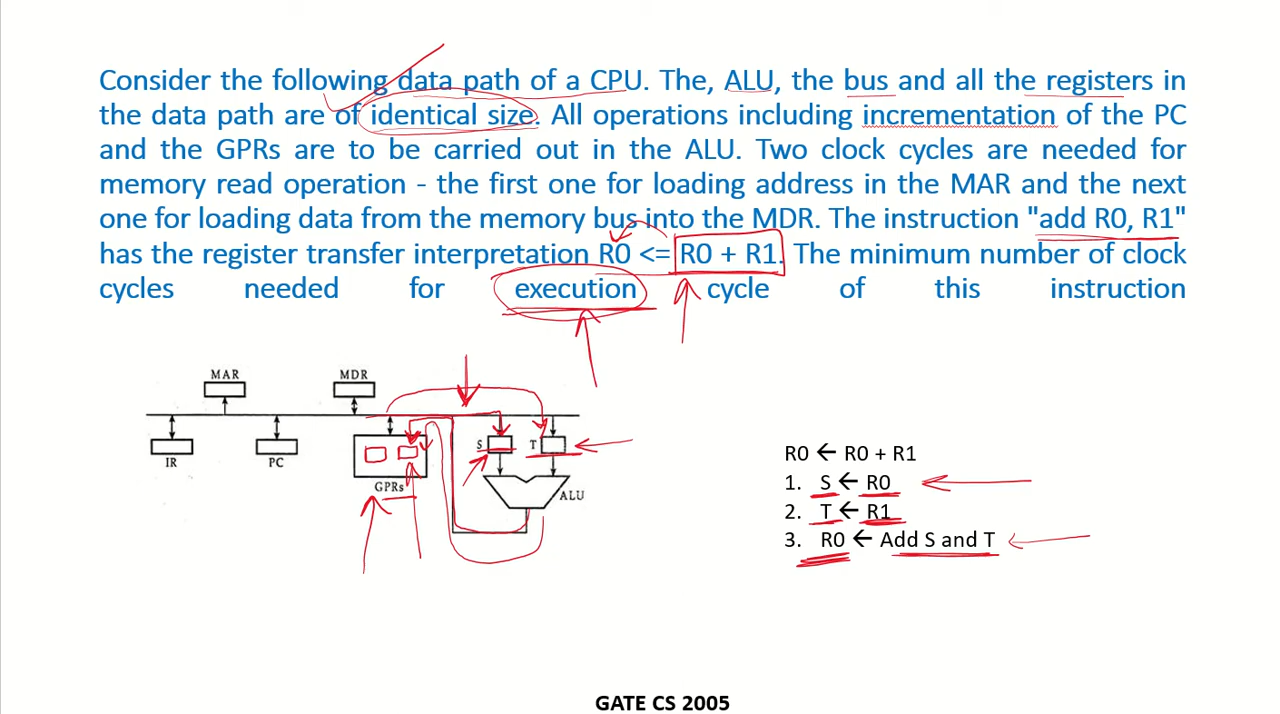 Consider the following data path of a CPU. The, ALU, the bus and all the registers in
the data path are of identical size. All operations including incrementation of the PC
and the GPRs are to be carried out in the ALU. Two clock cycles are needed for
memory read operation - the first one for loading address in the MAR and the next
one for loading data from the memory bus into the MDR. The instruction "add R0, R1"
has the register transfer interpretation R0 <= R0 + R1. The minimum number of clock
cycles needed for execution cycle of this instruction
MAR MDR
IR PC GPRs S T ALU
R0 ← R0 + R1
1. S ← R0
2. T ← R1
3. R0 ← Add S and T
GATE CS 2005